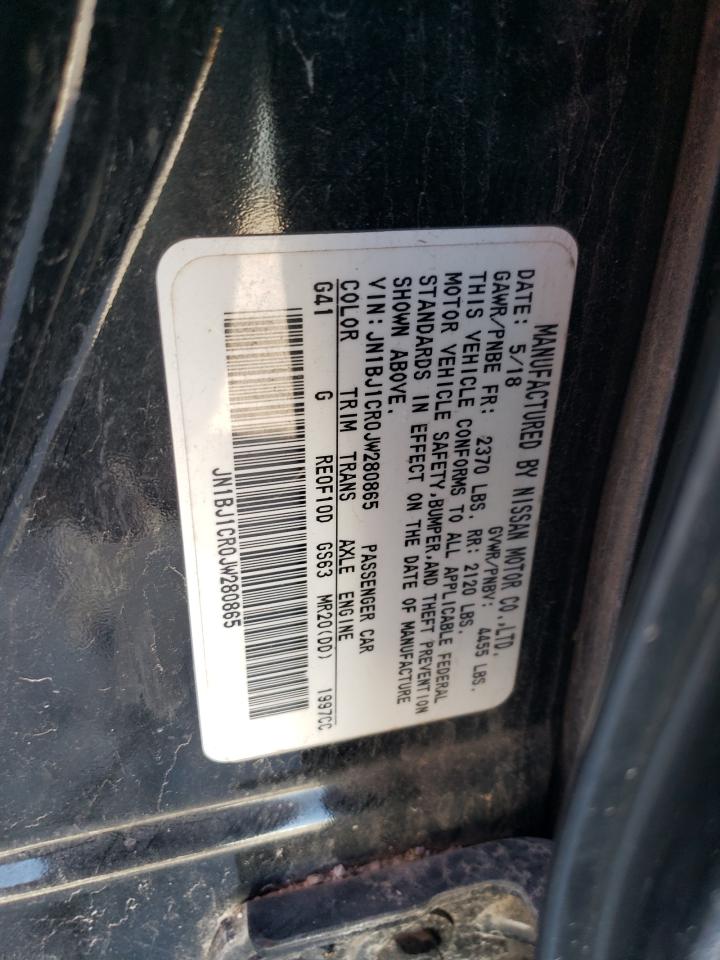 MANUFACTURED BY NISSAN MOTOR CO.,LTD.
DATE: 5/18 GVWR/PNBV: 4455 LBS.
GAWR/PNBE FR: 2370 LBS. RR: 2120 LBS.
THIS VEHICLE CONFORMS TO ALL APPLICABLE FEDERAL
MOTOR VEHICLE SAFETY,BUMPER,AND THEFT PREVENTION
STANDARDS IN EFFECT ON THE DATE OF MANUFACTURE
SHOWN ABOVE.
VIN:JN1BJ1CR0JW280865 PASSENGER CAR
COLOR TRIM TRANS AXLE ENGINE
G41 G RE0F10D GS63 MR20(DD) 1997CC
JN1BJ1CR0JW280865